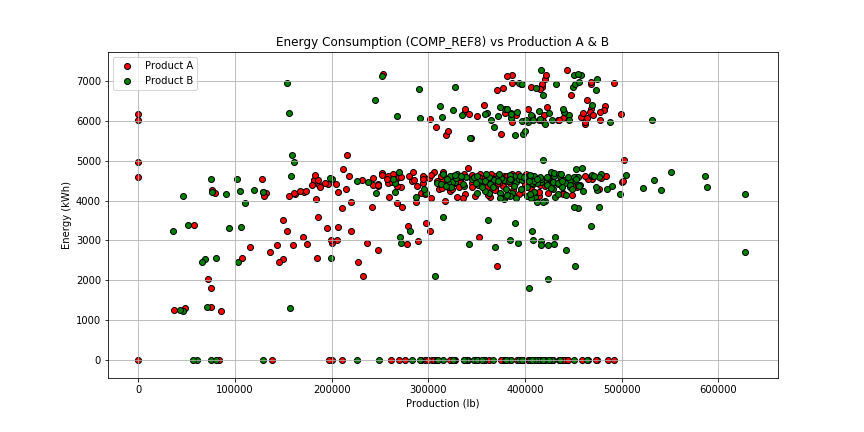 Energy Consumption (COMP_REF8) vs Production A & B
Product A
Product B
7000
6000
5000
4000
3000
2000
1000
0
Energy (kWh)
0 100000 200000 300000 400000 500000 600000
Production (lb)